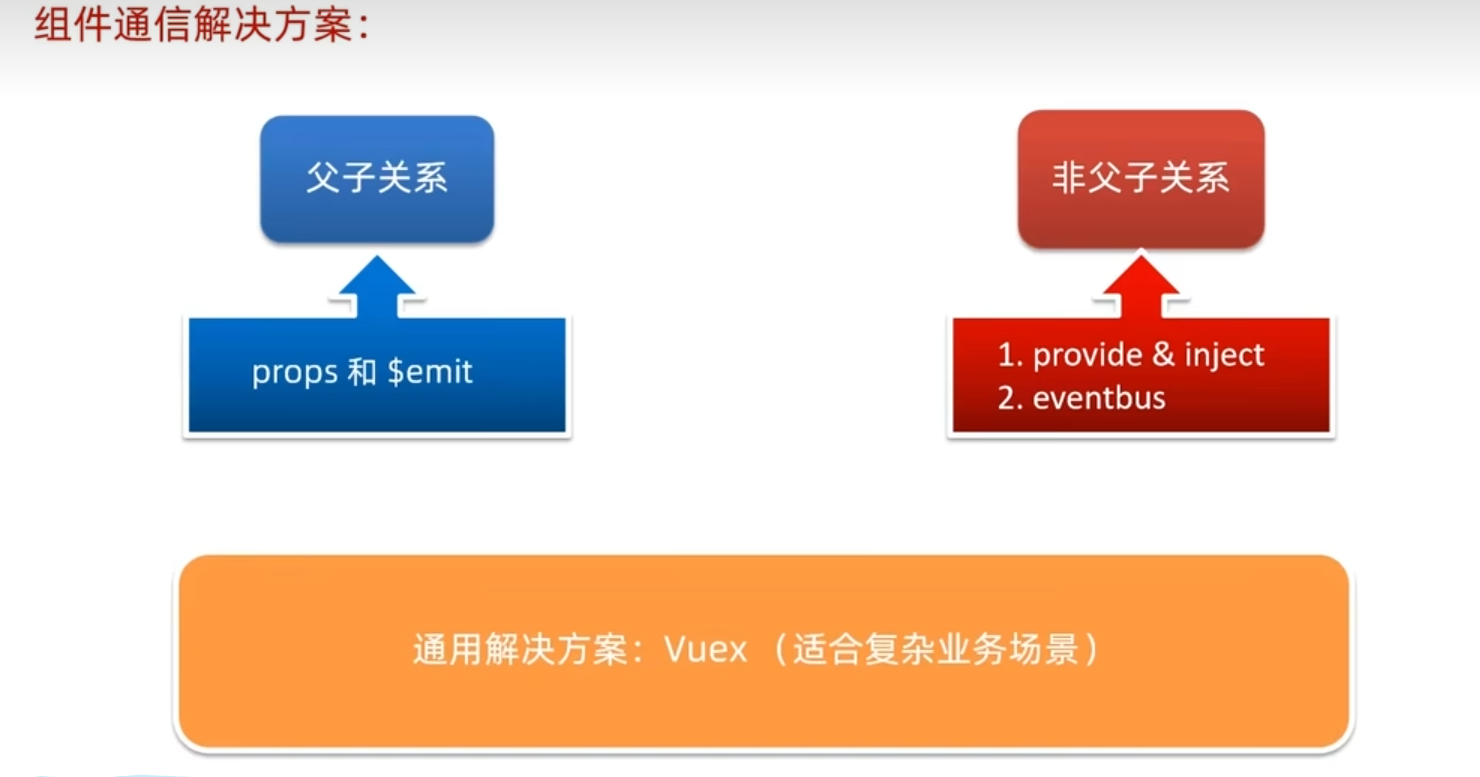 组件通信解决方案：
父子关系
非父子关系
props 和 $emit
1. provide & inject
2. eventbus
通用解决方案：Vuex （适合复杂业务场景）